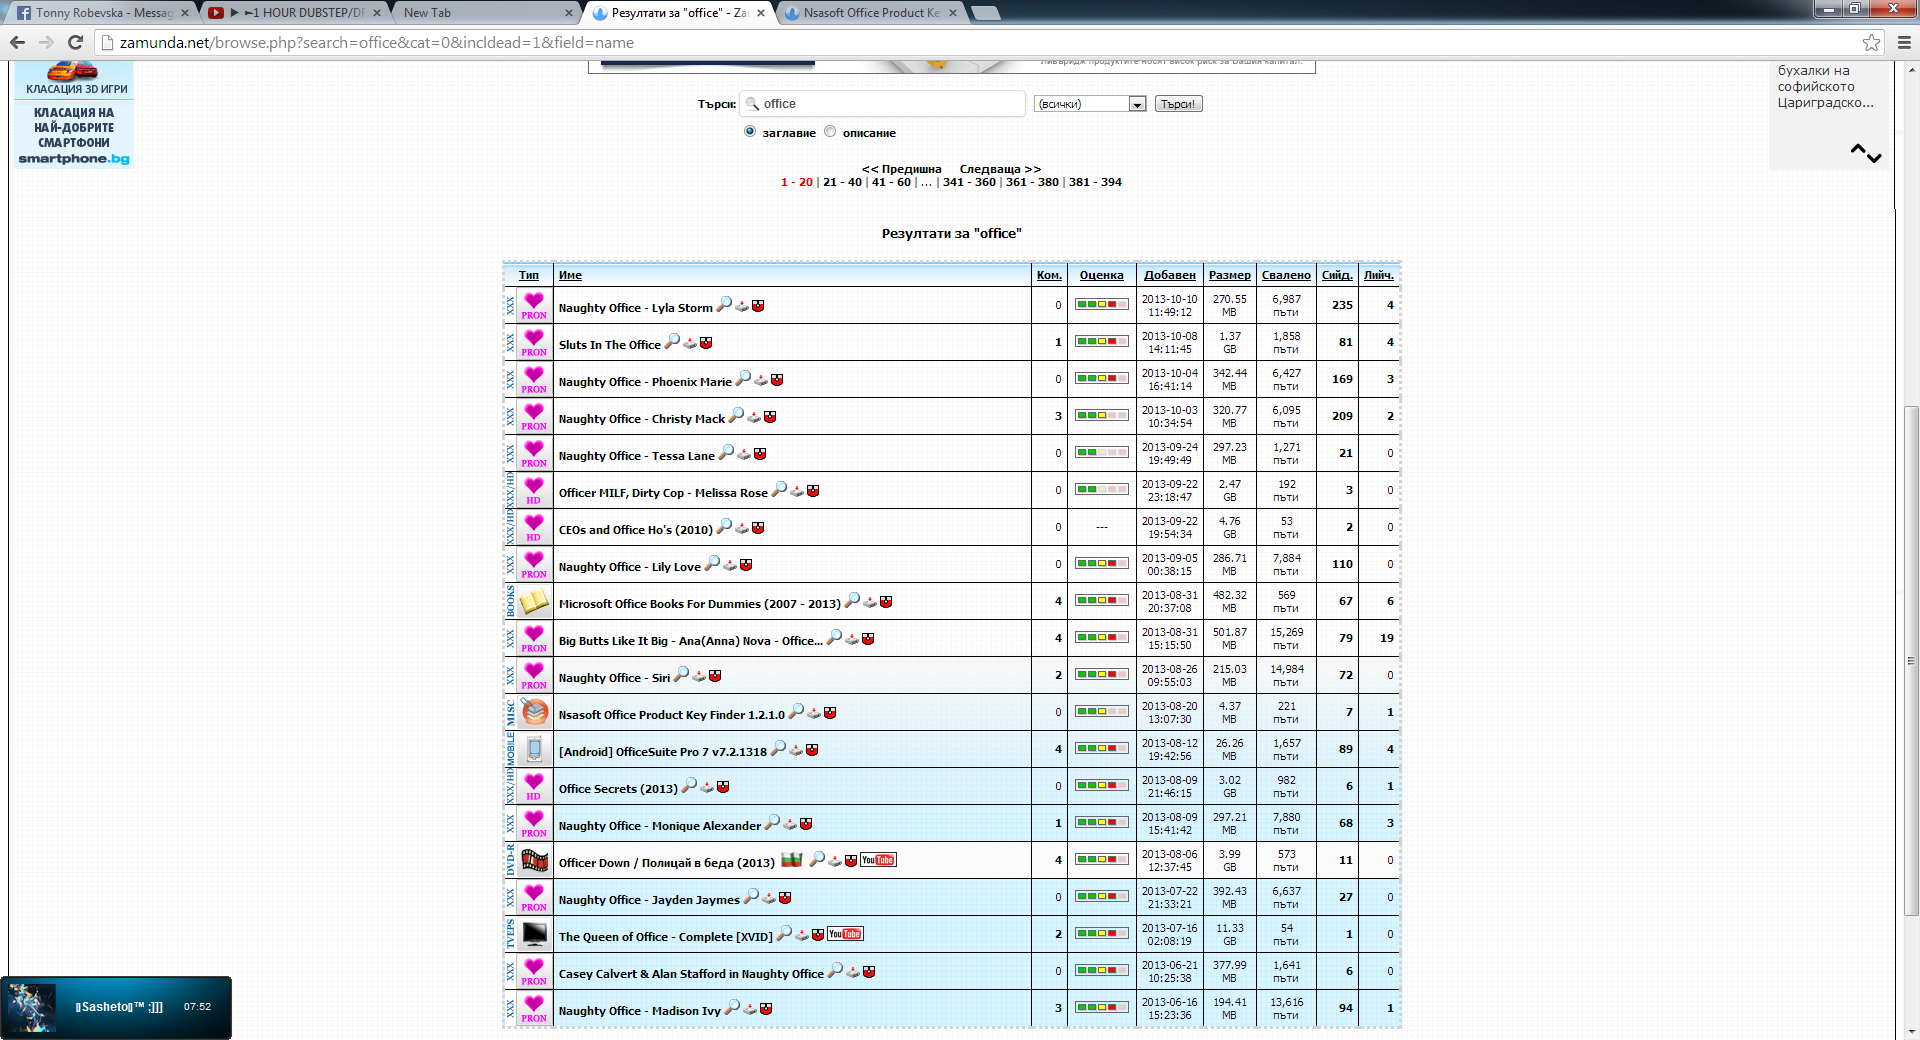 Tonny Robevska - Messag
▶ ⊷1 HOUR DUBSTEP/DR
New Tab
Резултати за "office" - Za
Nsasoft Office Product Ke
zamunda.net/browse.php?search=office&cat=0&incldead=1&field=name
КЛАСАЦИЯ 3D ИГРИ
КЛАСАЦИЯ НА
НАЙ-ДОБРИТЕ
СМАРТФОНИ
smartphone.bg
Ливъридж продуктите носят висок риск за Вашия капитал.
бухалки на
софийското
Цариградско...
Търси: office (всички) Търси!
заглавие описание
<< Предишна Следваща >>
1 - 20 | 21 - 40 | 41 - 60 | ... | 341 - 360 | 361 - 380 | 381 - 394
Резултати за "office"
Тип Име Ком. Оценка Добавен Размер Свалено Сийд. Лийч.
XXX PRON Naughty Office - Lyla Storm 0 2013-10-10 11:49:12 270.55 MB 6,987 пъти 235 4
XXX PRON Sluts In The Office 1 2013-10-08 14:11:45 1.37 GB 1,858 пъти 81 4
XXX PRON Naughty Office - Phoenix Marie 0 2013-10-04 16:41:14 342.44 MB 6,427 пъти 169 3
XXX PRON Naughty Office - Christy Mack 3 2013-10-03 10:34:54 320.77 MB 6,095 пъти 209 2
XXX PRON Naughty Office - Tessa Lane 0 2013-09-24 19:49:49 297.23 MB 1,271 пъти 21 0
XXX/HD HD Officer MILF, Dirty Cop - Melissa Rose 0 2013-09-22 23:18:47 2.47 GB 192 пъти 3 0
XXX/HD HD CEOs and Office Ho's (2010) 0 --- 2013-09-22 19:54:34 4.76 GB 53 пъти 2 0
XXX PRON Naughty Office - Lily Love 0 2013-09-05 00:38:15 286.71 MB 7,884 пъти 110 0
BOOKS Microsoft Office Books For Dummies (2007 - 2013) 4 2013-08-31 20:37:08 482.32 MB 569 пъти 67 6
XXX PRON Big Butts Like It Big - Ana(Anna) Nova - Office... 4 2013-08-31 15:15:50 501.87 MB 15,269 пъти 79 19
XXX PRON Naughty Office - Siri 2 2013-08-26 09:55:03 215.03 MB 14,984 пъти 72 0
MISC Nsasoft Office Product Key Finder 1.2.1.0 0 2013-08-20 13:07:30 4.37 MB 221 пъти 7 1
MOBILE [Android] OfficeSuite Pro 7 v7.2.1318 4 2013-08-12 19:42:56 26.26 MB 1,657 пъти 89 4
XXX/HD HD Office Secrets (2013) 0 2013-08-09 21:46:15 3.02 GB 982 пъти 6 1
XXX PRON Naughty Office - Monique Alexander 1 2013-08-09 15:41:42 297.21 MB 7,880 пъти 68 3
DVD-R Officer Down / Полицай в беда (2013) YouTube 4 2013-08-06 12:37:45 3.99 GB 573 пъти 11 0
XXX PRON Naughty Office - Jayden Jaymes 0 2013-07-22 21:33:21 392.43 MB 6,637 пъти 27 0
TVEPS The Queen of Office - Complete [XVID] YouTube 2 2013-07-16 02:08:19 11.33 GB 54 пъти 1 0
XXX PRON Casey Calvert & Alan Stafford in Naughty Office 0 2013-06-21 10:25:38 377.99 MB 1,641 пъти 6 0
XXX PRON Naughty Office - Madison Ivy 3 2013-06-16 15:23:36 194.41 MB 13,616 пъти 94 1
▯Sasheto▯™ ;]]] 07:52